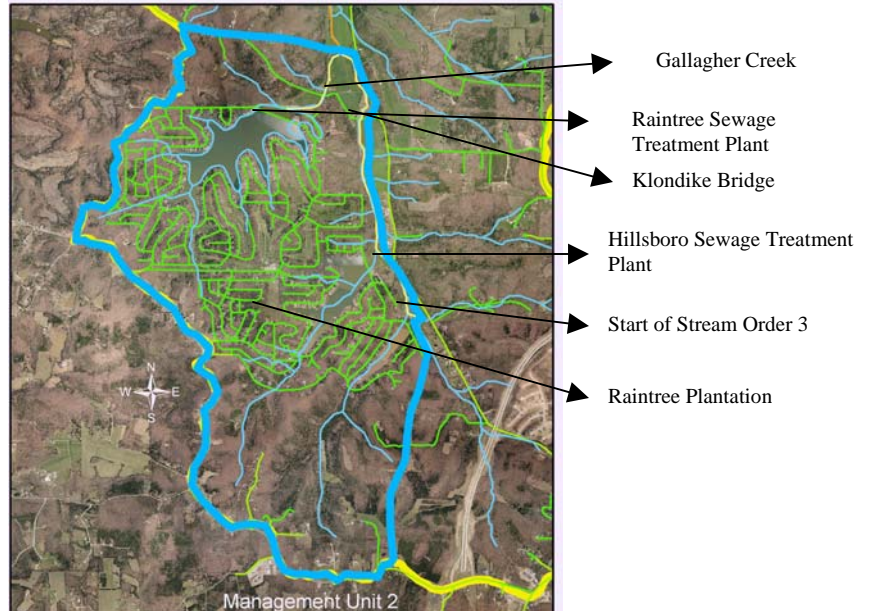 Gallagher Creek
Raintree Sewage
Treatment Plant
Klondike Bridge
Hillsboro Sewage Treatment
Plant
Start of Stream Order 3
Raintree Plantation
N
W E
S
Management Unit 2